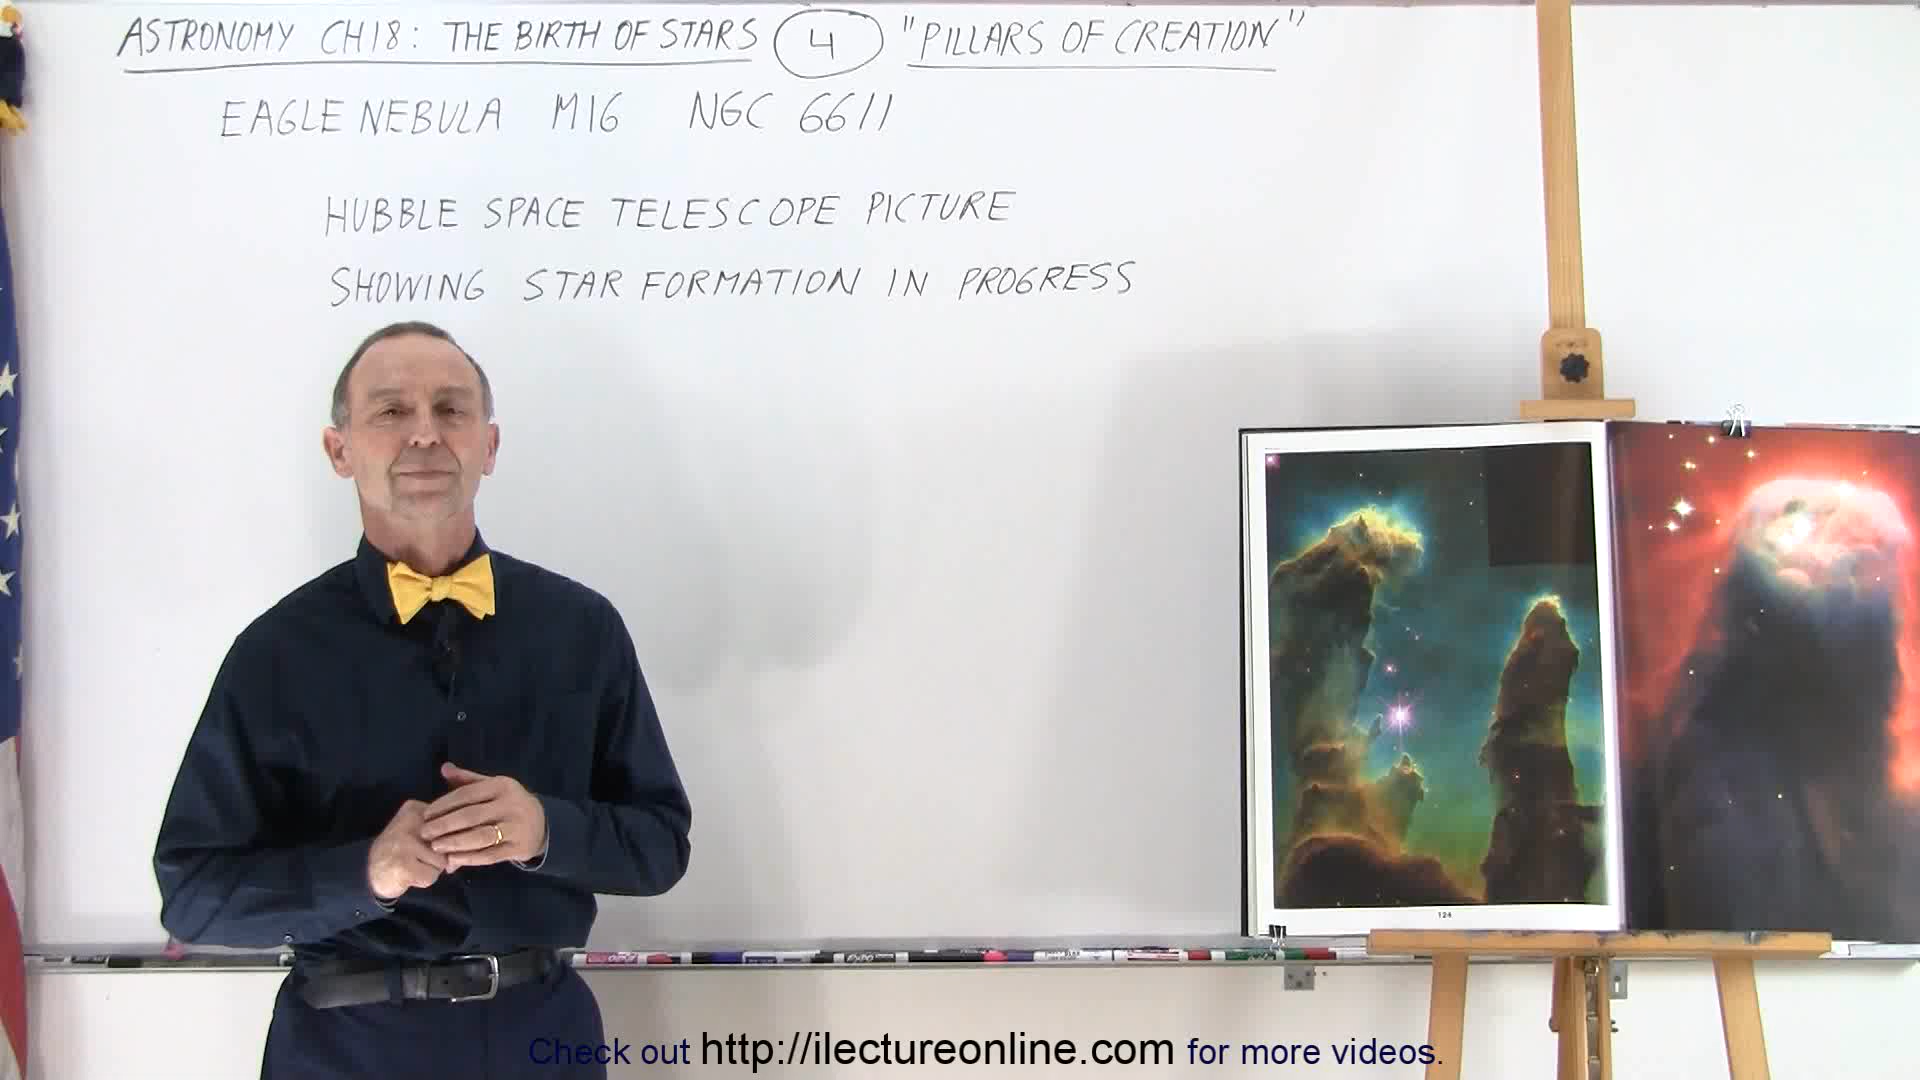 ASTRONOMY CH18: THE BIRTH OF STARS 4 "PILLARS OF CREATION"
EAGLE NEBULA M16 NGC 6611
HUBBLE SPACE TELESCOPE PICTURE
SHOWING STAR FORMATION IN PROGRESS
124
EXPO
Check out http://ilectureonline.com for more videos.